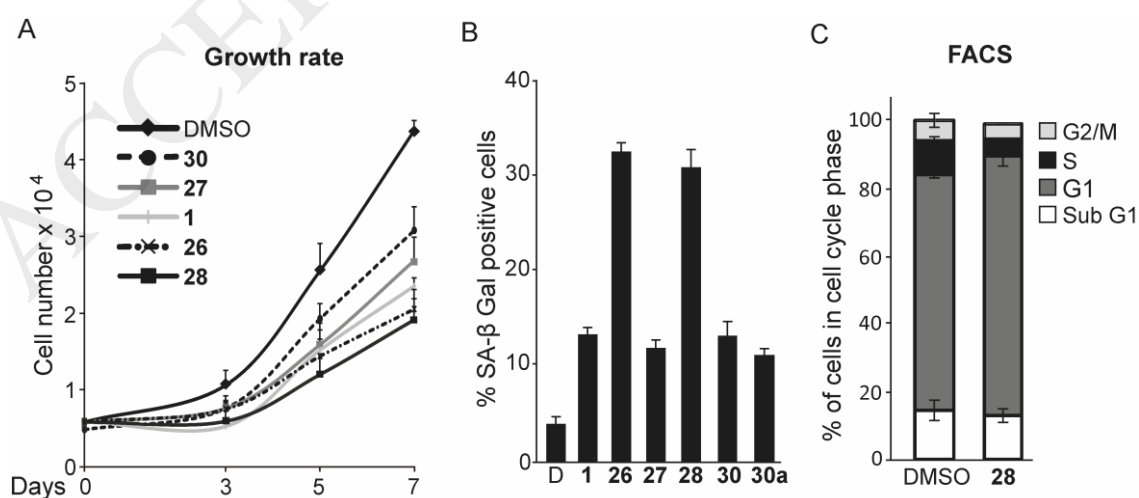 ACCE
A
Growth rate
Cell number x 10 4
5
4
3
2
1
0
DMSO
30
27
1
26
28
Days 0 3 5 7
B
% SA-β Gal positive cells
40
30
20
10
0
D 1 26 27 28 30 30a
C
FACS
% of cells in cell cycle phase
100
80
60
40
20
0
G2/M
S
G1
Sub G1
DMSO 28